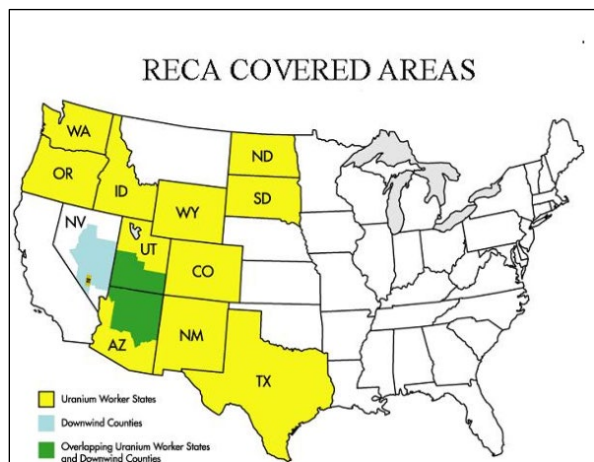 RECA COVERED AREAS
WA
ND
OR
ID
SD
WY
NV
UT
CO
AZ
NM
TX
Uranium Worker States
Downwind Counties
Overlapping Uranium Worker States
and Downwind Counties